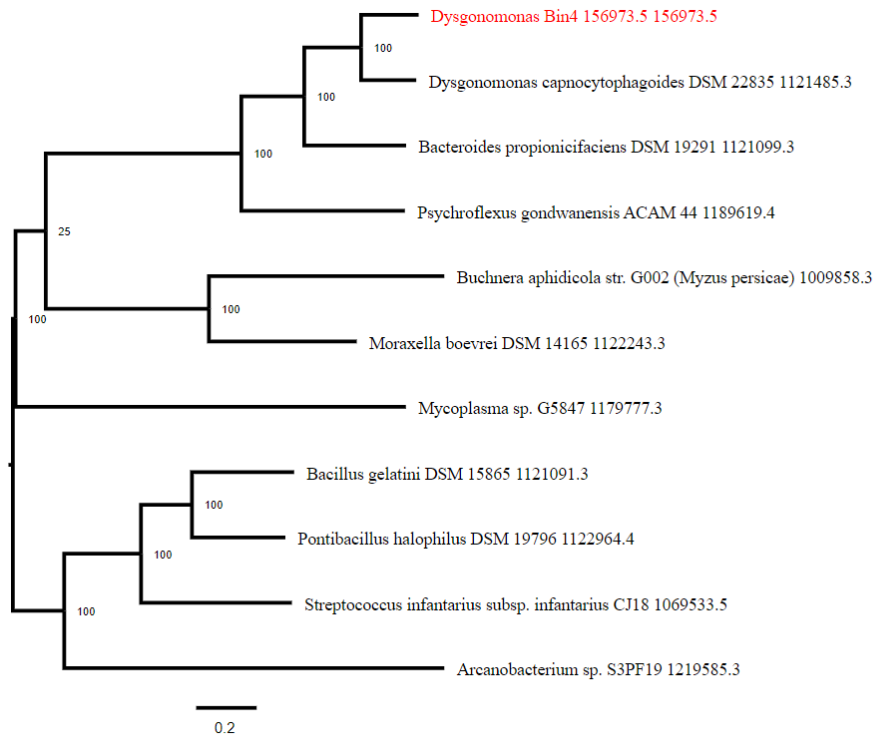 Dysgonomonas Bin4 156973.5 156973.5
100
Dysgonomonas capnocytophagoides DSM 22835 1121485.3
100
Bacteroides propionicifaciens DSM 19291 1121099.3
100
Psychroflexus gondwanensis ACAM 44 1189619.4
25
Buchnera aphidicola str. G002 (Myzus persicae) 1009858.3
100
100
Moraxella boevrei DSM 14165 1122243.3
Mycoplasma sp. G5847 1179777.3
Bacillus gelatini DSM 15865 1121091.3
100
Pontibacillus halophilus DSM 19796 1122964.4
100
Streptococcus infantarius subsp. infantarius CJ18 1069533.5
100
Arcanobacterium sp. S3PF19 1219585.3
0.2